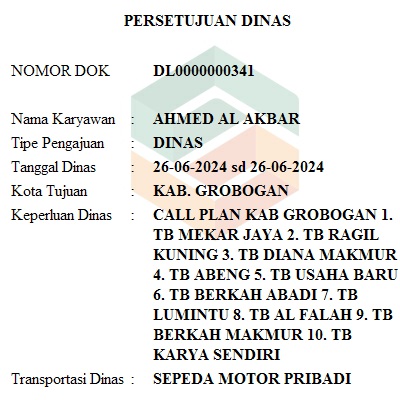 PERSETUJUAN DINAS
NOMOR DOK DL0000000341
Nama Karyawan : AHMED AL AKBAR
Tipe Pengajuan : DINAS
Tanggal Dinas : 26-06-2024 sd 26-06-2024
Kota Tujuan : KAB. GROBOGAN
Keperluan Dinas : CALL PLAN KAB GROBOGAN 1.
TB MEKAR JAYA 2. TB RAGIL
KUNING 3. TB DIANA MAKMUR
4. TB ABENG 5. TB USAHA BARU
6. TB BERKAH ABADI 7. TB
LUMINTU 8. TB AL FALAH 9. TB
BERKAH MAKMUR 10. TB
KARYA SENDIRI
Transportasi Dinas : SEPEDA MOTOR PRIBADI